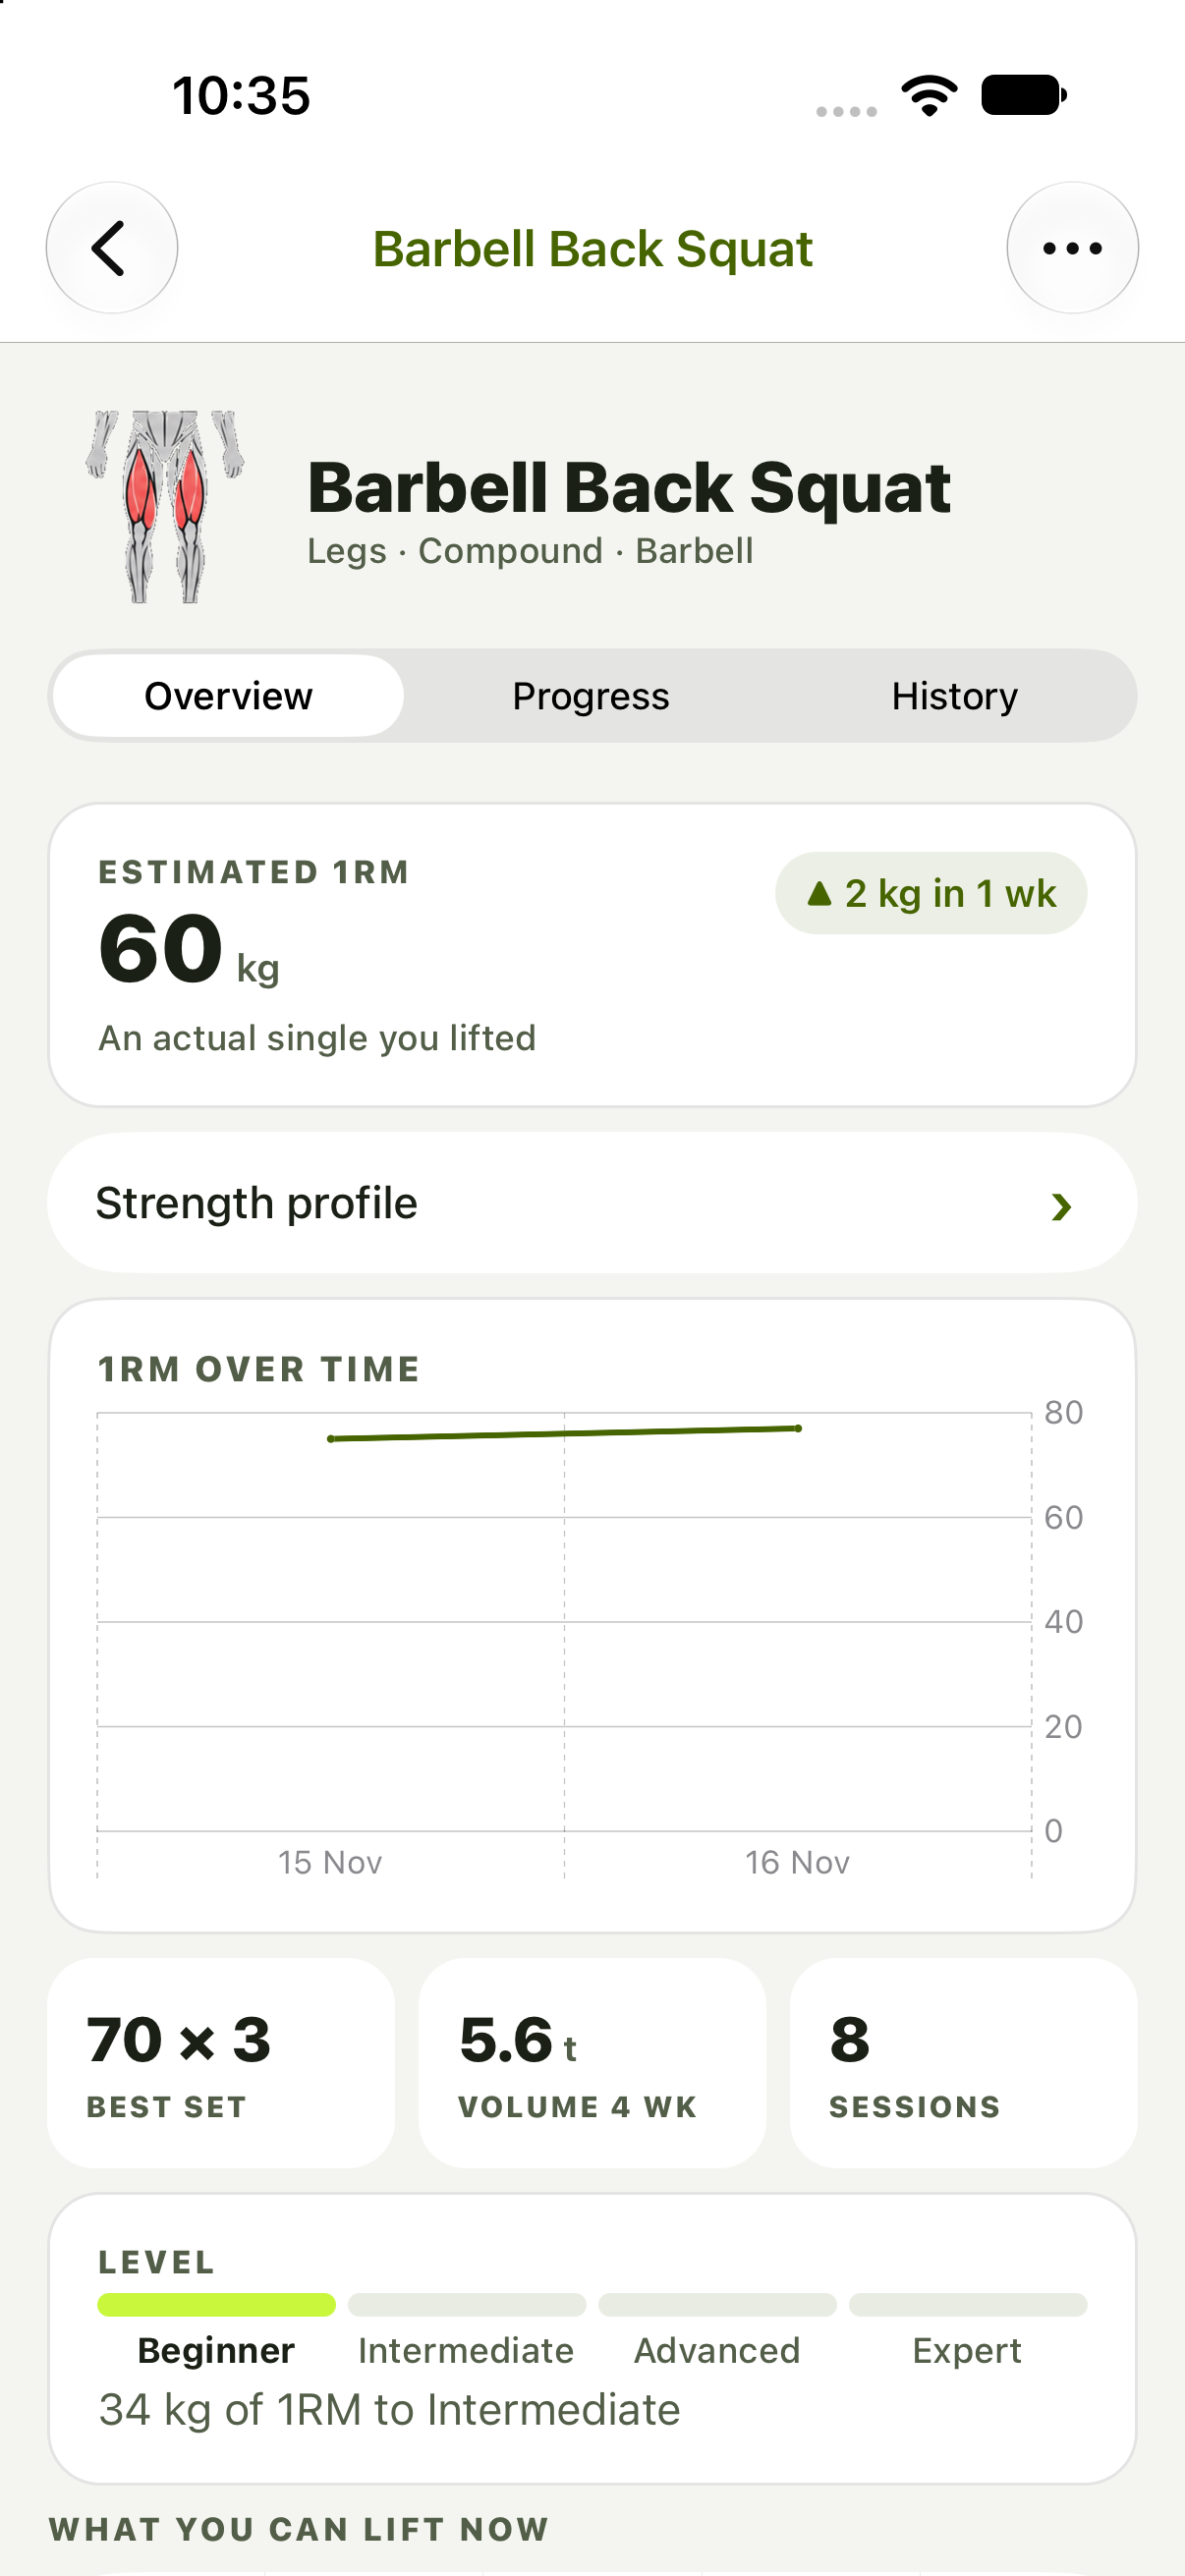 10:35
Barbell Back Squat
Barbell Back Squat
Legs · Compound · Barbell
Overview Progress History
ESTIMATED 1RM
▲ 2 kg in 1 wk
60 kg
An actual single you lifted
Strength profile
1RM OVER TIME
80
60
40
20
0
15 Nov 16 Nov
70 × 3 5.6 t 8
BEST SET VOLUME 4 WK SESSIONS
LEVEL
Beginner Intermediate Advanced Expert
34 kg of 1RM to Intermediate
WHAT YOU CAN LIFT NOW